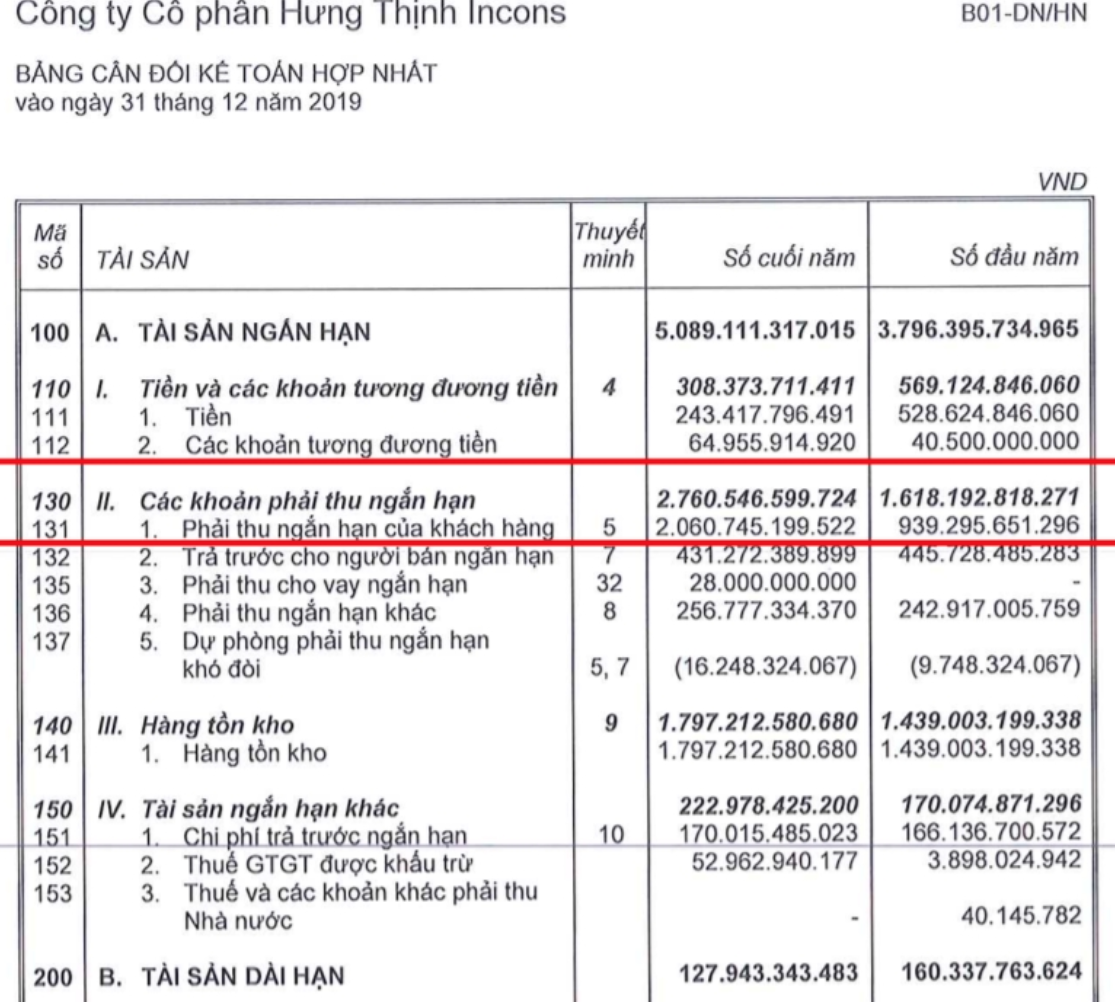 Công ty Cổ phần Hưng Thịnh Incons B01-DN/HN
BẢNG CÂN ĐỐI KẾ TOÁN HỢP NHẤT
vào ngày 31 tháng 12 năm 2019
VND
Mã số TÀI SẢN Thuyết minh Số cuối năm Số đầu năm
100 A. TÀI SẢN NGẮN HẠN 5.089.111.317.015 3.796.395.734.965
110 I. Tiền và các khoản tương đương tiền 4 308.373.711.411 569.124.846.060
111 1. Tiền 243.417.796.491 528.624.846.060
112 2. Các khoản tương đương tiền 64.955.914.920 40.500.000.000
130 II. Các khoản phải thu ngắn hạn 2.760.546.599.724 1.618.192.818.271
131 1. Phải thu ngắn hạn của khách hàng 5 2.060.745.199.522 939.295.651.296
132 2. Trả trước cho người bán ngắn hạn 7 431.272.389.899 445.728.485.283
135 3. Phải thu cho vay ngắn hạn 32 28.000.000.000 -
136 4. Phải thu ngắn hạn khác 8 256.777.334.370 242.917.005.759
137 5. Dự phòng phải thu ngắn hạn
khó đòi 5, 7 (16.248.324.067) (9.748.324.067)
140 III. Hàng tồn kho 9 1.797.212.580.680 1.439.003.199.338
141 1. Hàng tồn kho 1.797.212.580.680 1.439.003.199.338
150 IV. Tài sản ngắn hạn khác 222.978.425.200 170.074.871.296
151 1. Chi phí trả trước ngắn hạn 10 170.015.485.023 166.136.700.572
152 2. Thuế GTGT được khấu trừ 52.962.940.177 3.898.024.942
153 3. Thuế và các khoản khác phải thu
Nhà nước - 40.145.782
200 B. TÀI SẢN DÀI HẠN 127.943.343.483 160.337.763.624